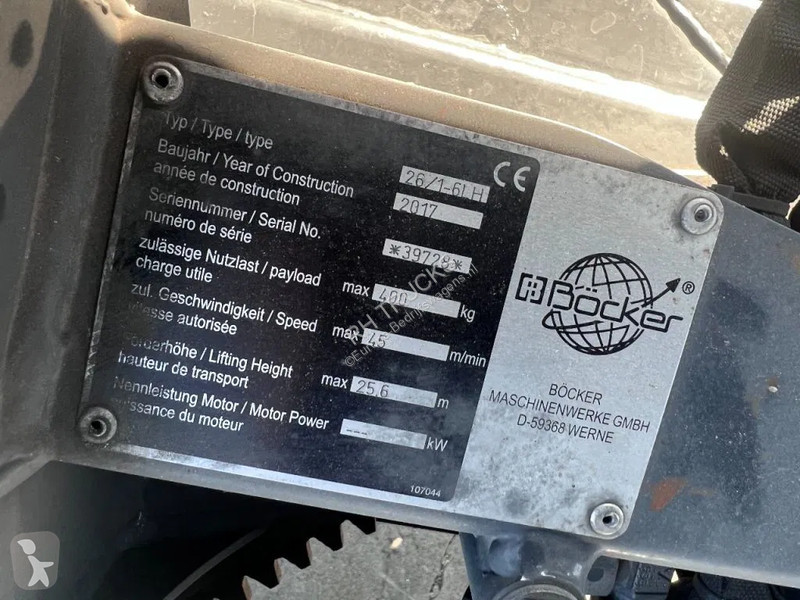 Typ / Type / type
Baujahr / Year of Construction 26/1-6LH
année de construction 2017
Seriennummer / Serial No.
numéro de série *39728*
zulässige Nutzlast / payload
charge utile max 400 kg
zul. Geschwindigkeit / Speed
vitesse autorisée max 45 m/min
Förderhöhe / Lifting Height
hauteur de transport max 25,6 m
Nennleistung Motor / Motor Power
puissance du moteur --- kW
107044
CE
Böcker ®
BÖCKER
MASCHINENWERKE GMBH
D-59368 WERNE
PH TRUCKS